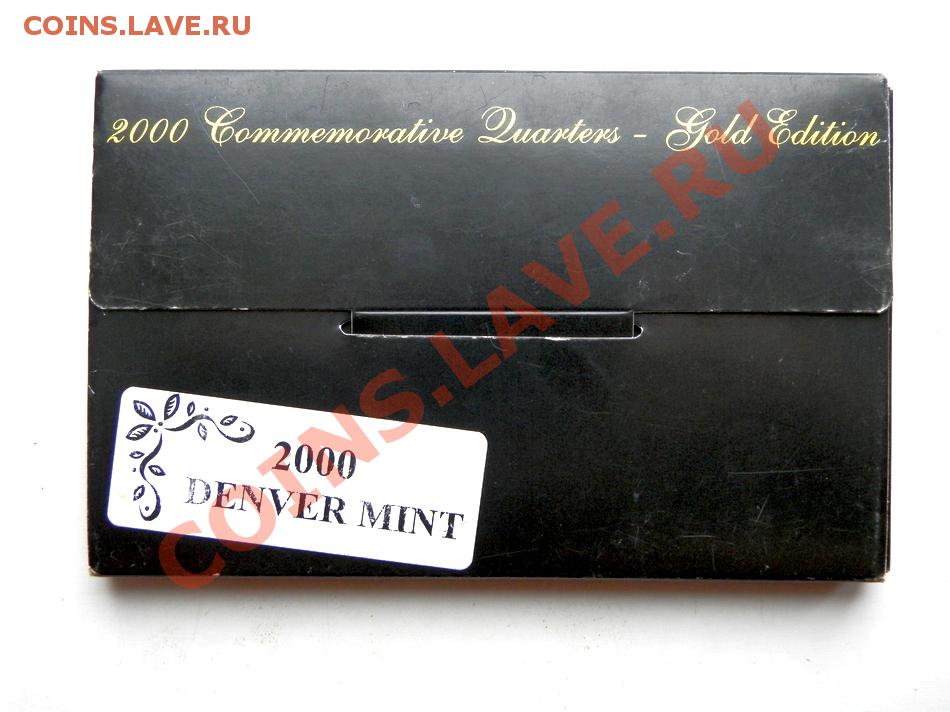 COINS.LAVE.RU
2000 Commemorative Quarters - Gold Edition
COINS.LAVE.RU
2000
DENVER MINT